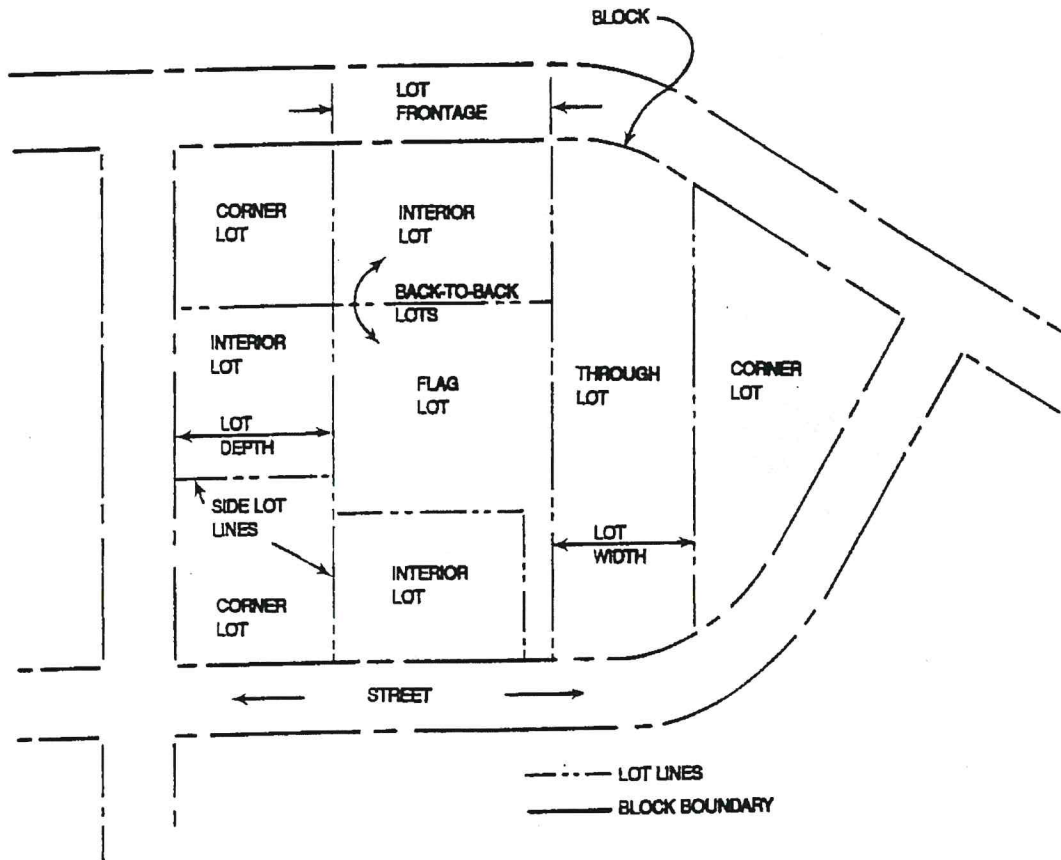 BLOCK
LOT
FRONTAGE
CORNER
LOT
INTERIOR
LOT
BACK-TO-BACK
LOTS
INTERIOR
LOT
FLAG
LOT
THROUGH
LOT
CORNER
LOT
LOT
DEPTH
SIDE LOT
LINES
LOT
WIDTH
INTERIOR
LOT
CORNER
LOT
STREET
LOT LINES
BLOCK BOUNDARY